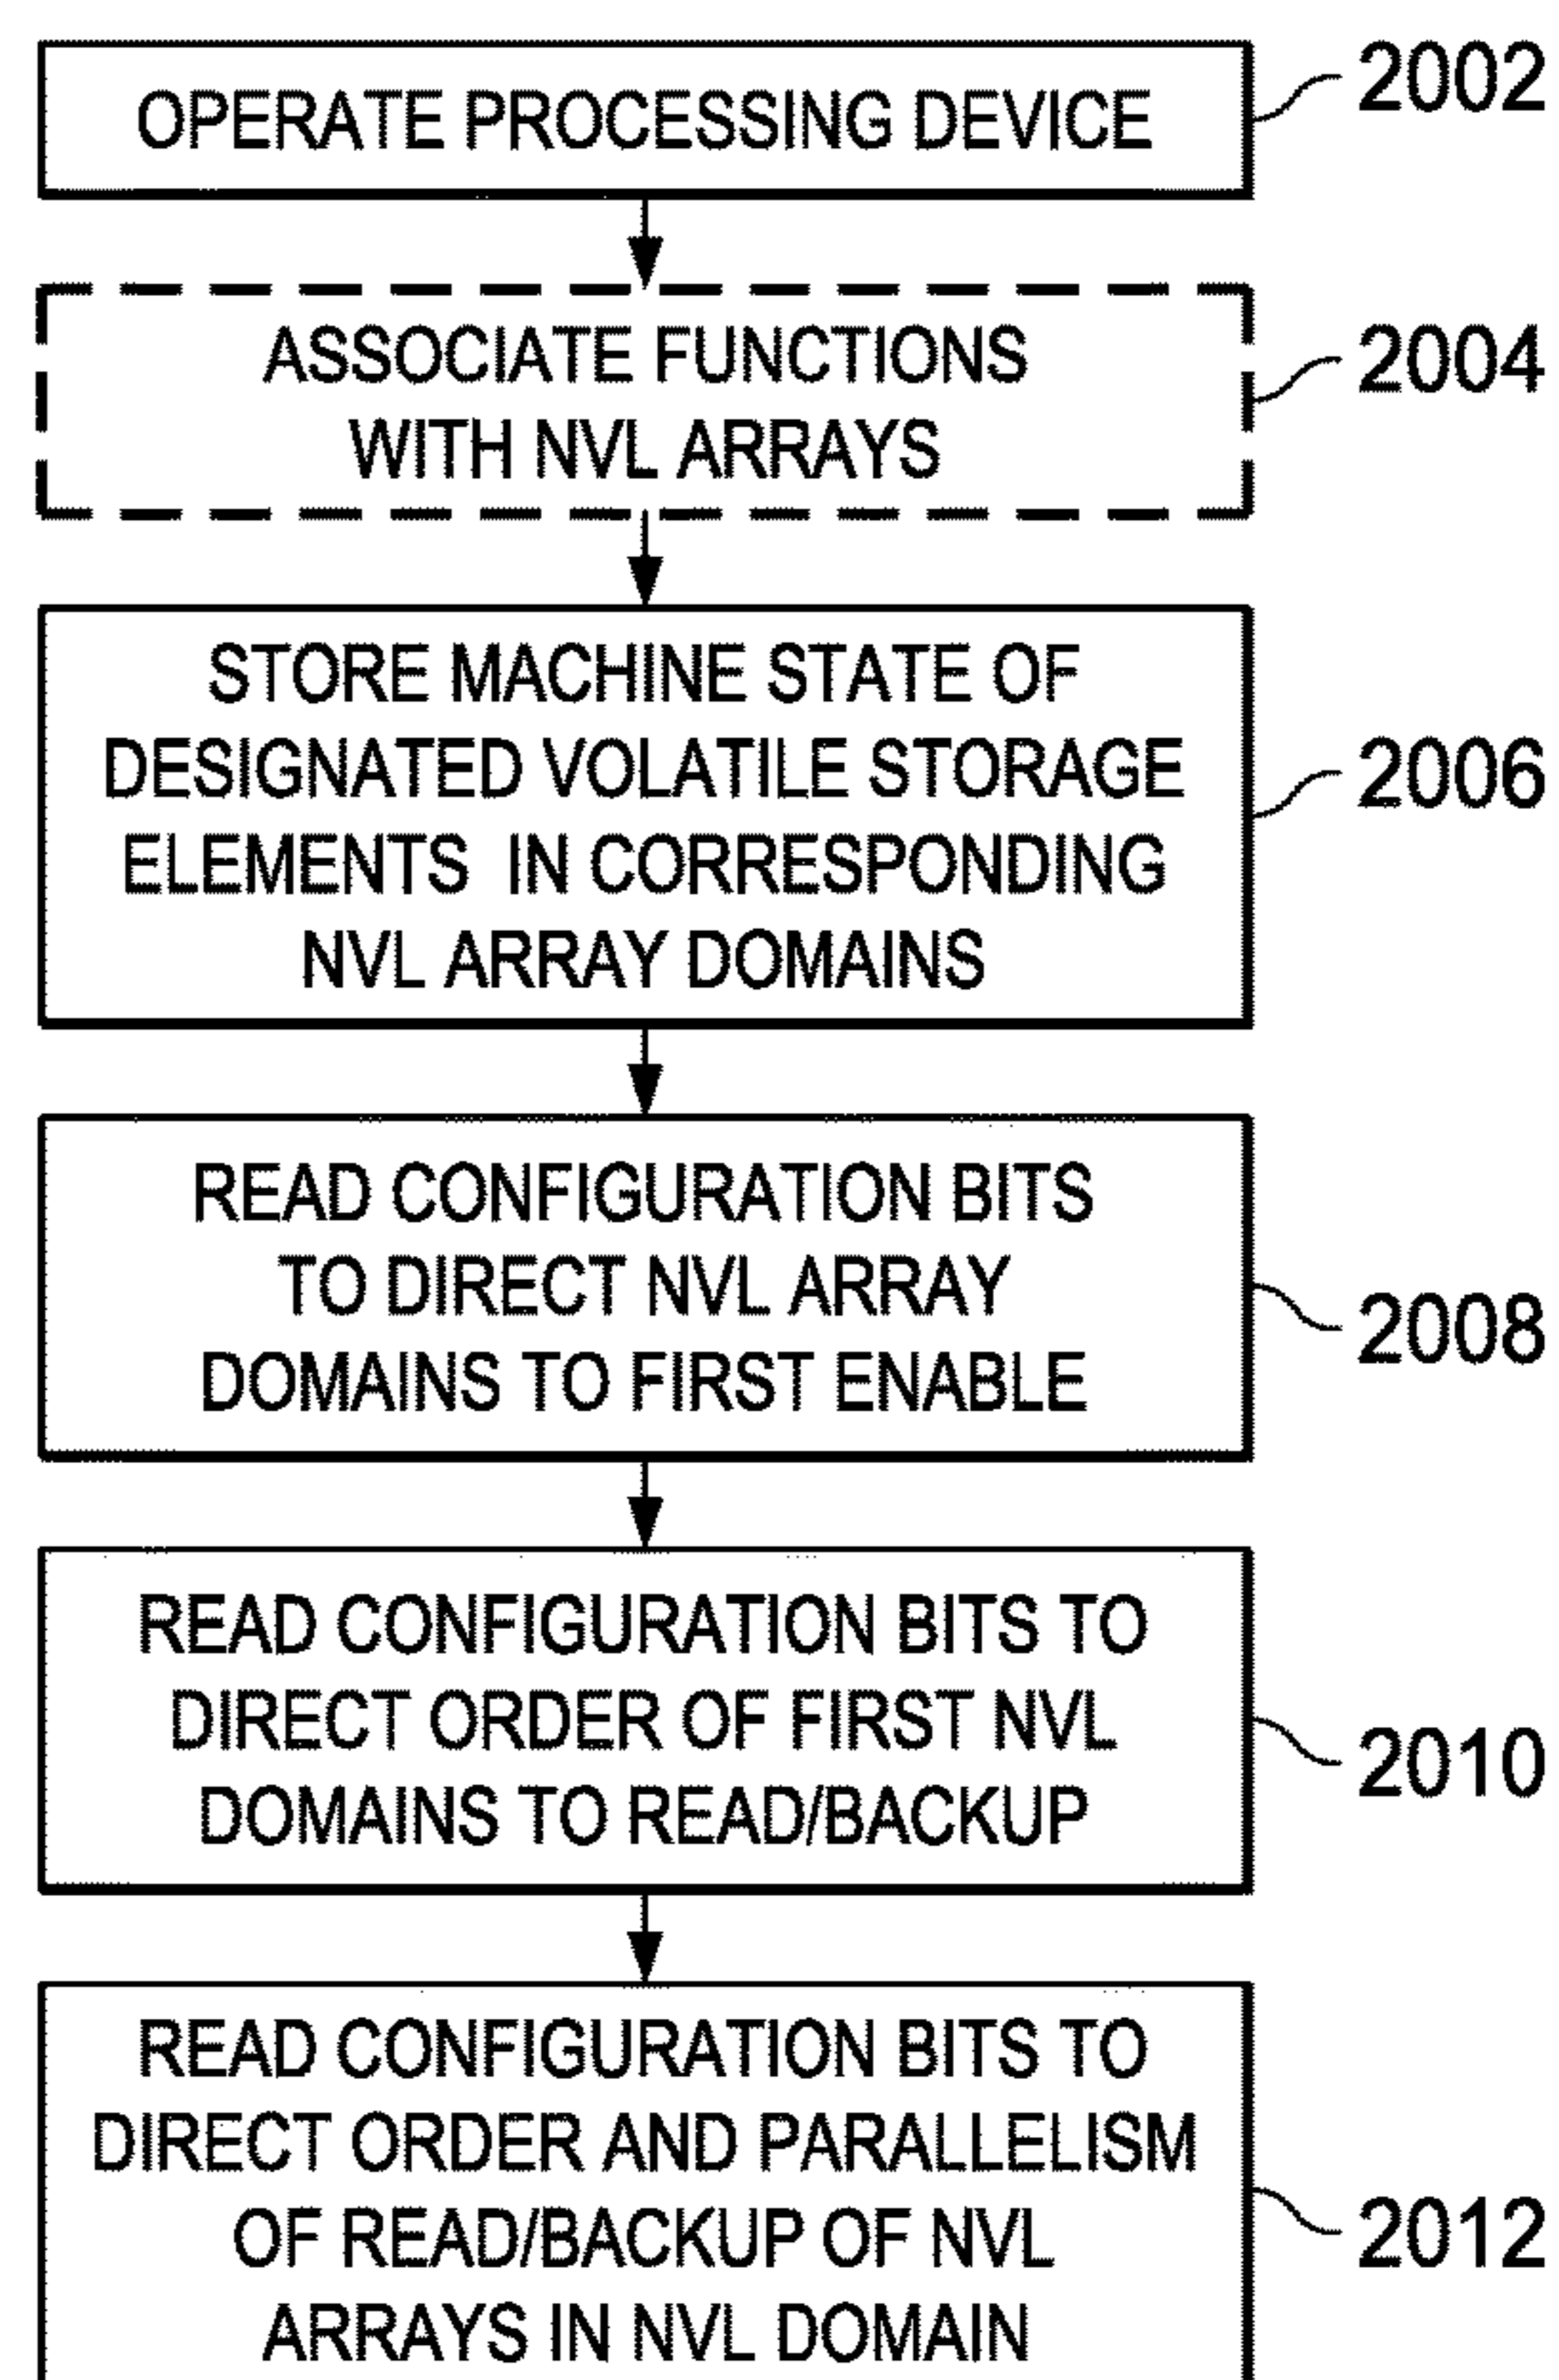 OPERATE PROCESSING DEVICE
2002
ASSOCIATE FUNCTIONS
WITH NVL ARRAYS
2004
STORE MACHINE STATE OF
DESIGNATED VOLATILE STORAGE
ELEMENTS IN CORRESPONDING
NVL ARRAY DOMAINS
2006
READ CONFIGURATION BITS
TO DIRECT NVL ARRAY
DOMAINS TO FIRST ENABLE
2008
READ CONFIGURATION BITS TO
DIRECT ORDER OF FIRST NVL
DOMAINS TO READ/BACKUP
2010
READ CONFIGURATION BITS TO
DIRECT ORDER AND PARALLELISM
OF READ/BACKUP OF NVL
ARRAYS IN NVL DOMAIN
2012